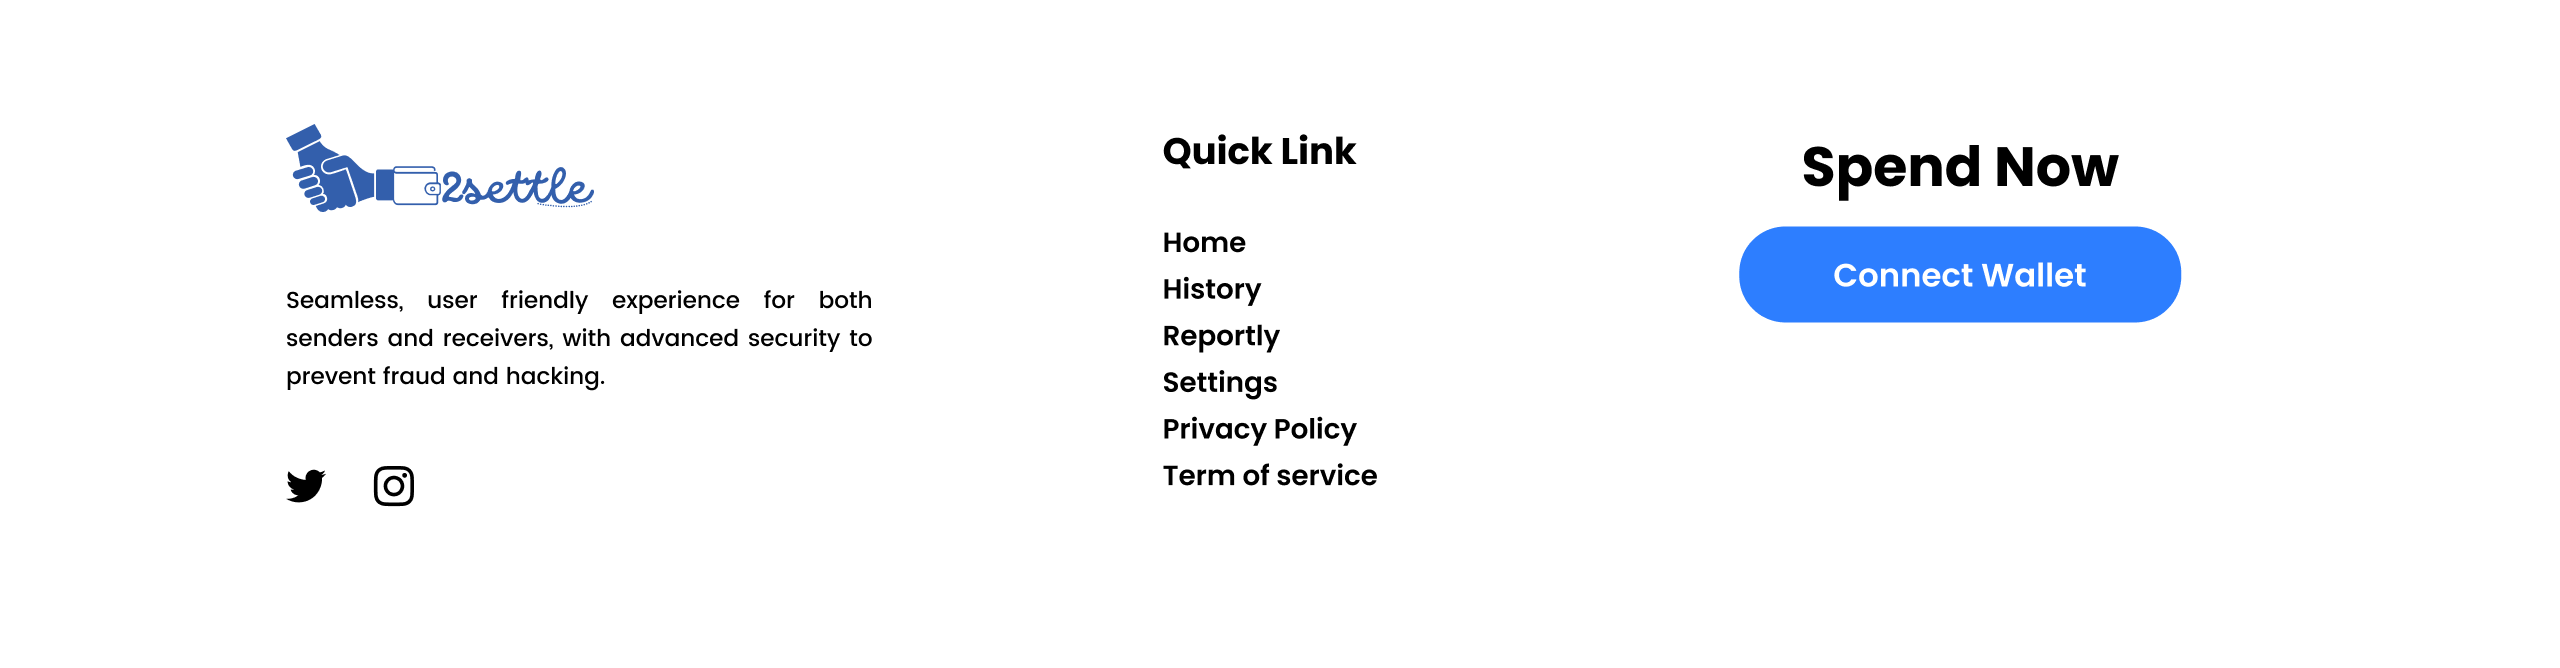 2settle
Seamless, user friendly experience for both
senders and receivers, with advanced security to
prevent fraud and hacking.
Quick Link
Home
History
Reportly
Settings
Privacy Policy
Term of service
Spend Now
Connect Wallet